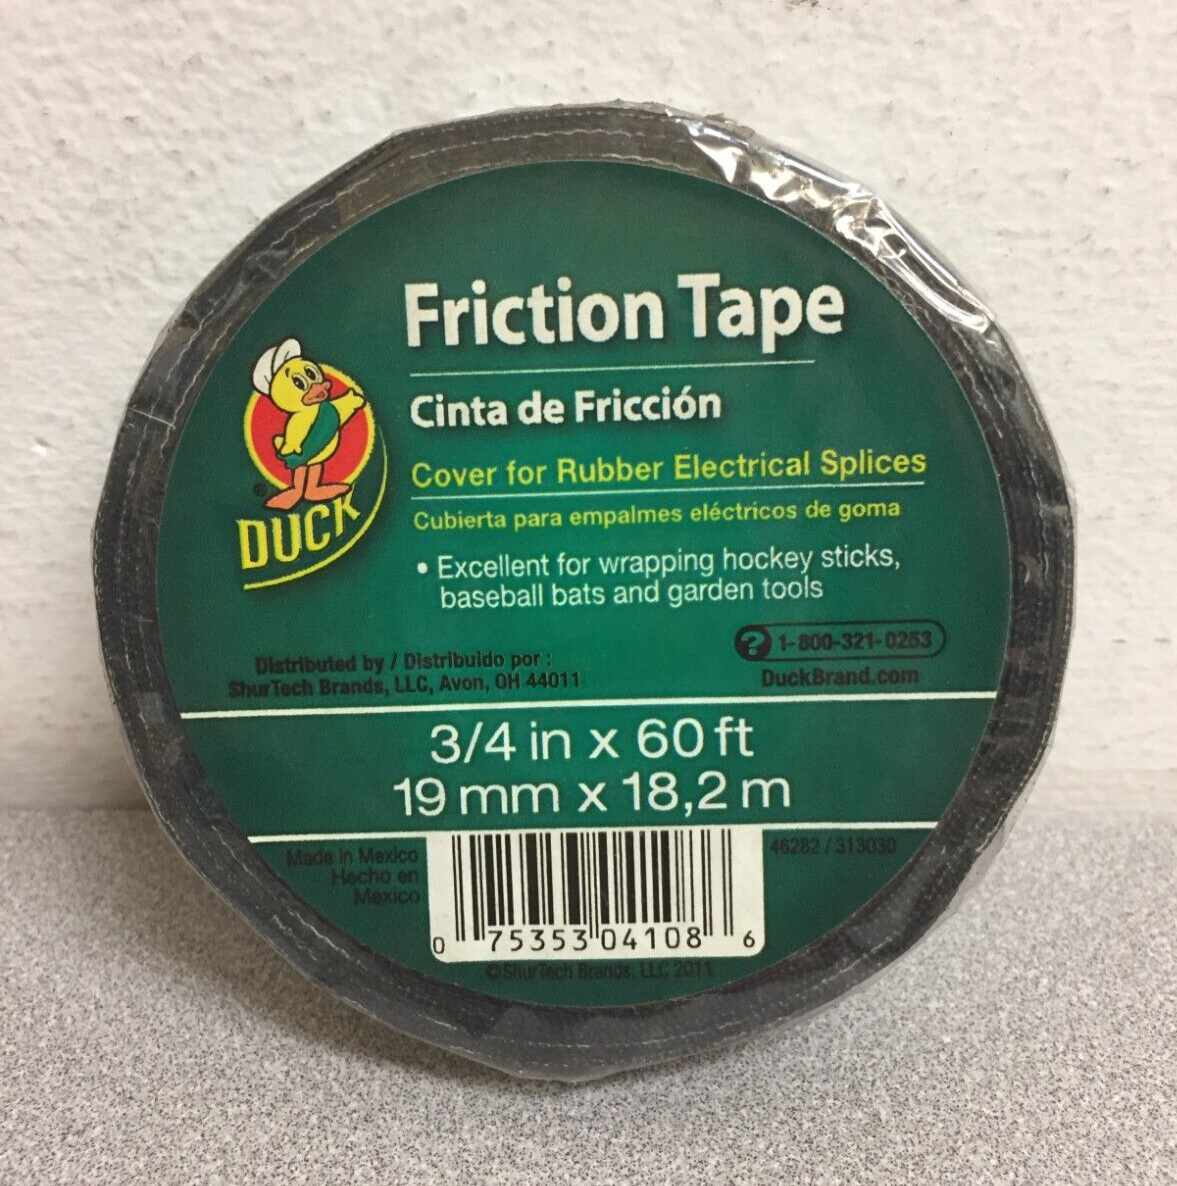 Friction Tape
Cinta de Fricción
Cover for Rubber Electrical Splices
Cubierta para empalmes eléctricos de goma
• Excellent for wrapping hockey sticks,
baseball bats and garden tools
®
DUCK
? 1-800-321-0253
DuckBrand.com
Distributed by / Distribuido por :
ShurTech Brands, LLC, Avon, OH 44011
3/4 in x 60 ft
19 mm x 18,2 m
Made in Mexico
Hecho en
Mexico
46282 / 313030
0 75353 04108 6
©ShurTech Brands, LLC 2011